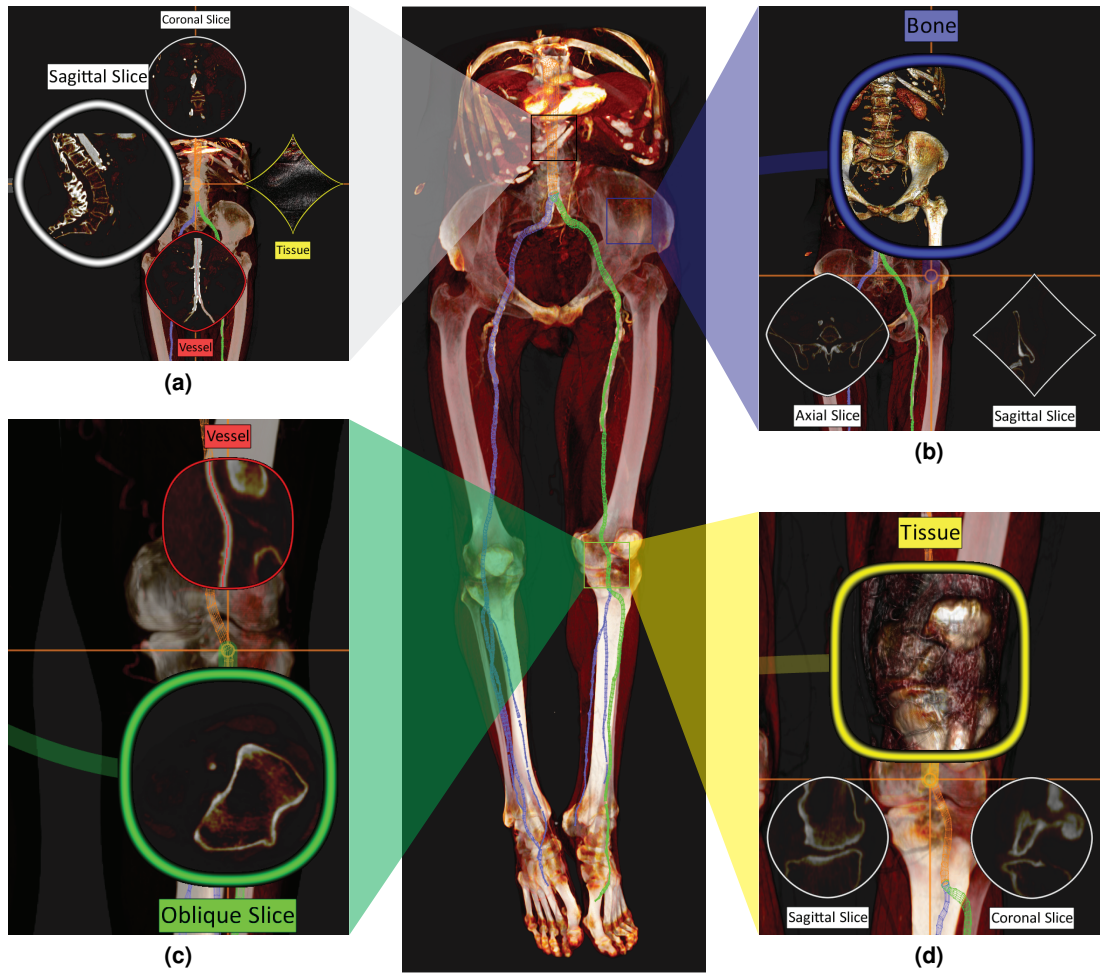 Coronal Slice
Sagittal Slice
Tissue
Vessel
(a)
Bone
Axial Slice
Sagittal Slice
(b)
Vessel
Oblique Slice
(c)
Tissue
Sagittal Slice
Coronal Slice
(d)